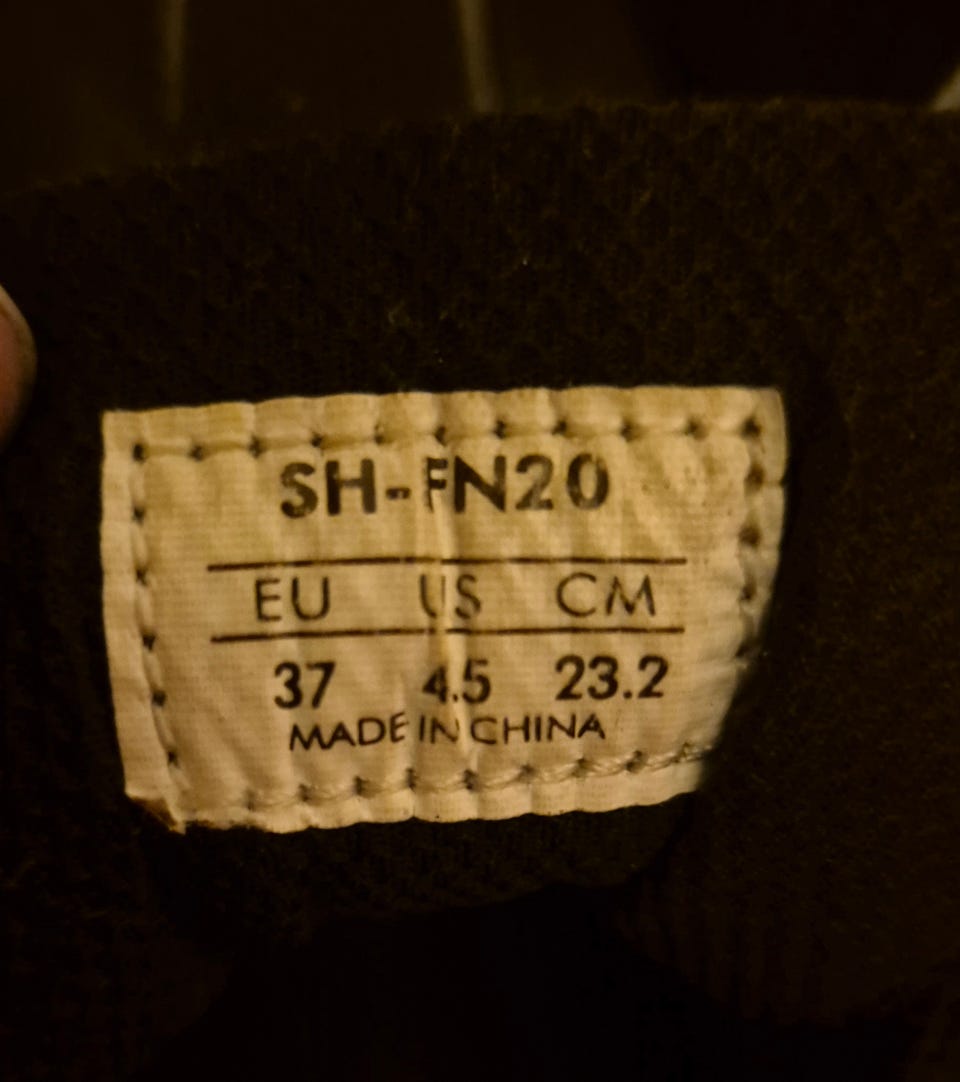 SH-FN20
EU US CM
37 4.5 23.2
MADE IN CHINA